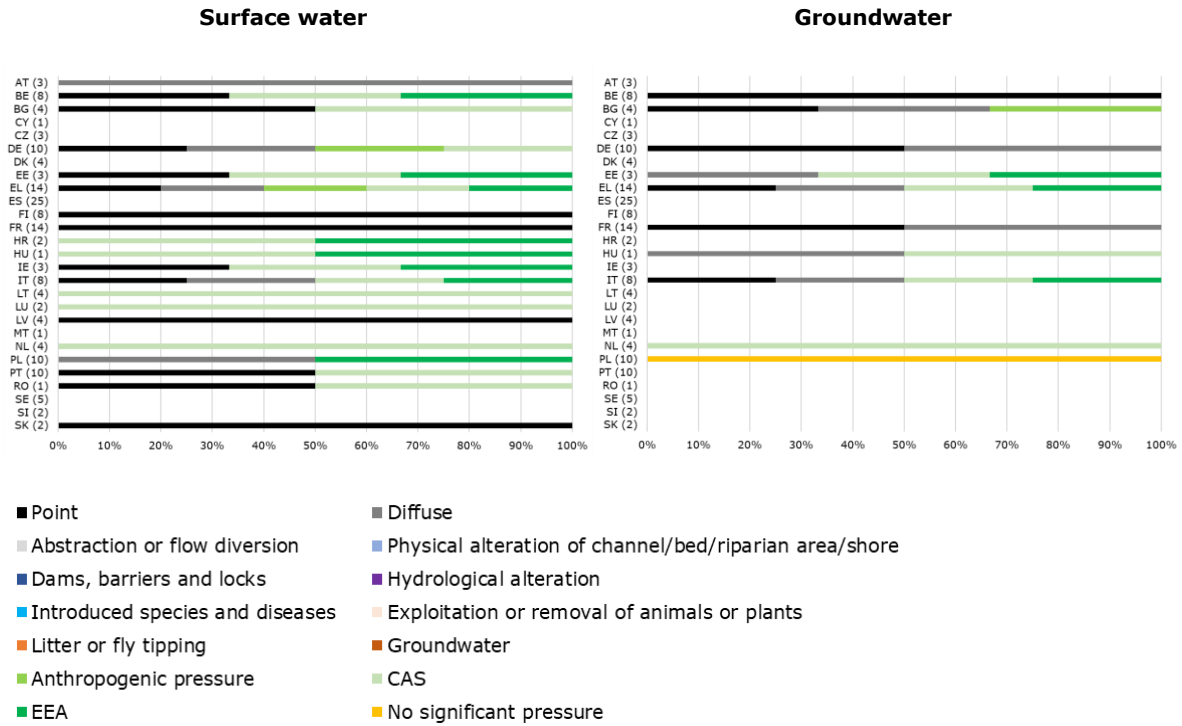 Surface water
AT (3)
BE (8)
BG (4)
CY (1)
CZ (3)
DE (10)
DK (4)
EE (3)
EL (14)
ES (25)
FI (8)
FR (14)
HR (2)
HU (1)
IE (3)
IT (8)
LT (4)
LU (2)
LV (4)
MT (1)
NL (4)
PL (10)
PT (10)
RO (1)
SE (5)
SI (2)
SK (2)
0% 10% 20% 30% 40% 50% 60% 70% 80% 90% 100%
Groundwater
AT (3)
BE (8)
BG (4)
CY (1)
CZ (3)
DE (10)
DK (4)
EE (3)
EL (14)
ES (25)
FI (8)
FR (14)
HR (2)
HU (1)
IE (3)
IT (8)
LT (4)
LU (2)
LV (4)
MT (1)
NL (4)
PL (10)
PT (10)
RO (1)
SE (5)
SI (2)
SK (2)
0% 10% 20% 30% 40% 50% 60% 70% 80% 90% 100%
Point
Diffuse
Abstraction or flow diversion
Physical alteration of channel/bed/riparian area/shore
Dams, barriers and locks
Hydrological alteration
Introduced species and diseases
Exploitation or removal of animals or plants
Litter or fly tipping
Groundwater
Anthropogenic pressure
CAS
EEA
No significant pressure